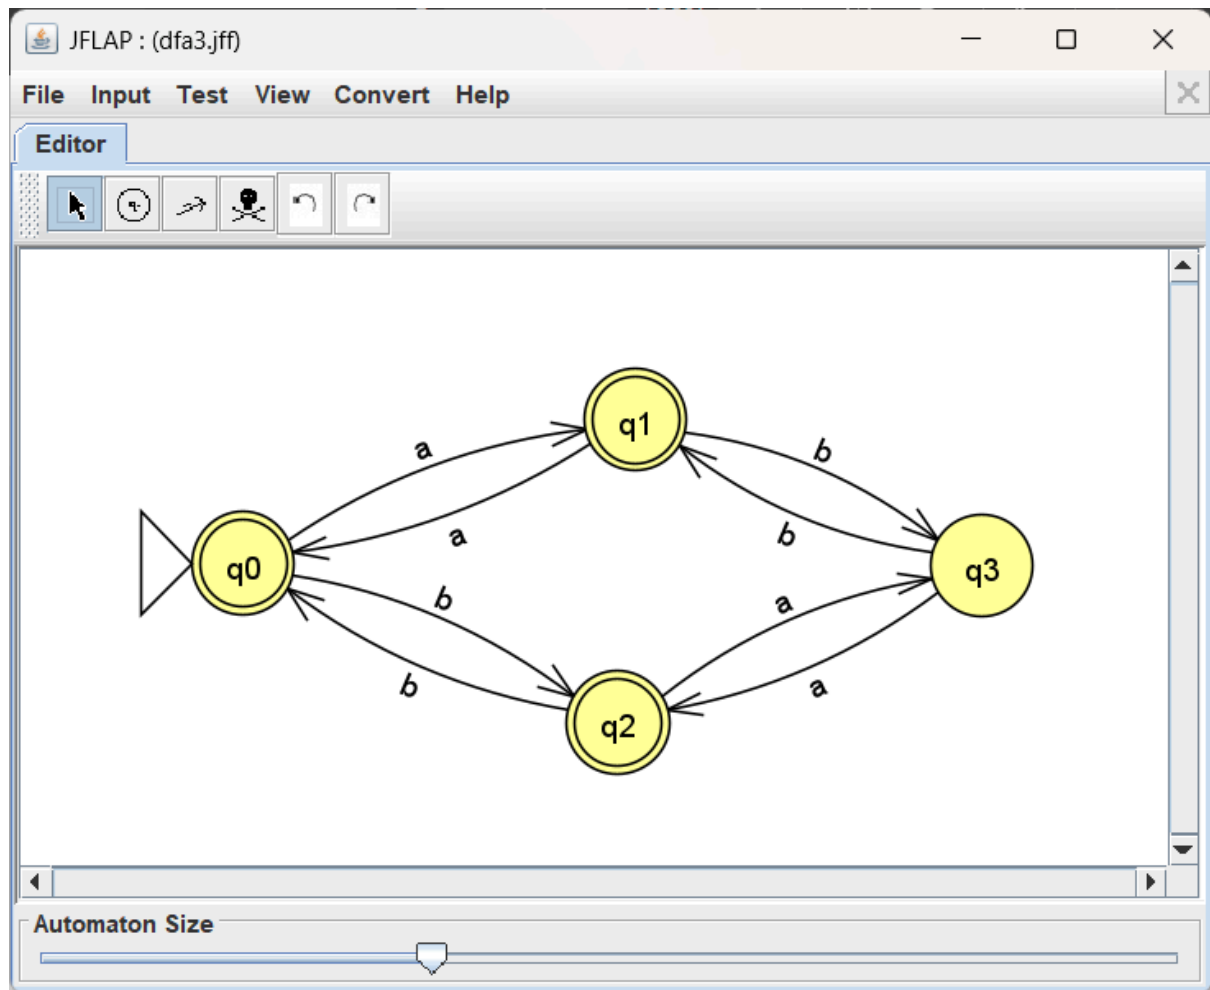 JFLAP : (dfa3.jff)
File Input Test View Convert Help
Editor
q
q1
a
b
a
b
q0
q3
b
a
b
a
q2
Automaton Size